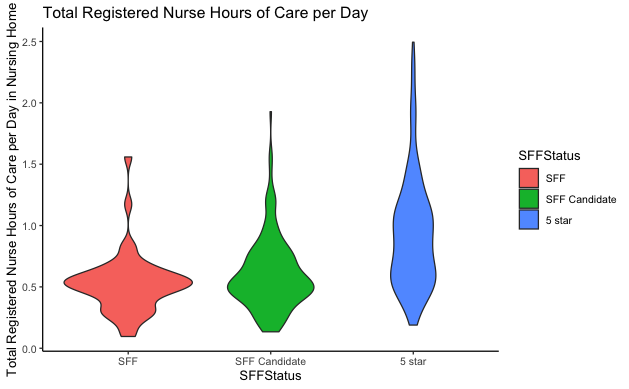 Total Registered Nurse Hours of Care per Day
Total Registered Nurse Hours of Care per Day in Nursing Home
2.5
2.0
1.5
1.0
0.5
0.0
SFF
SFF Candidate
5 star
SFFStatus
SFFStatus
SFF
SFF Candidate
5 star